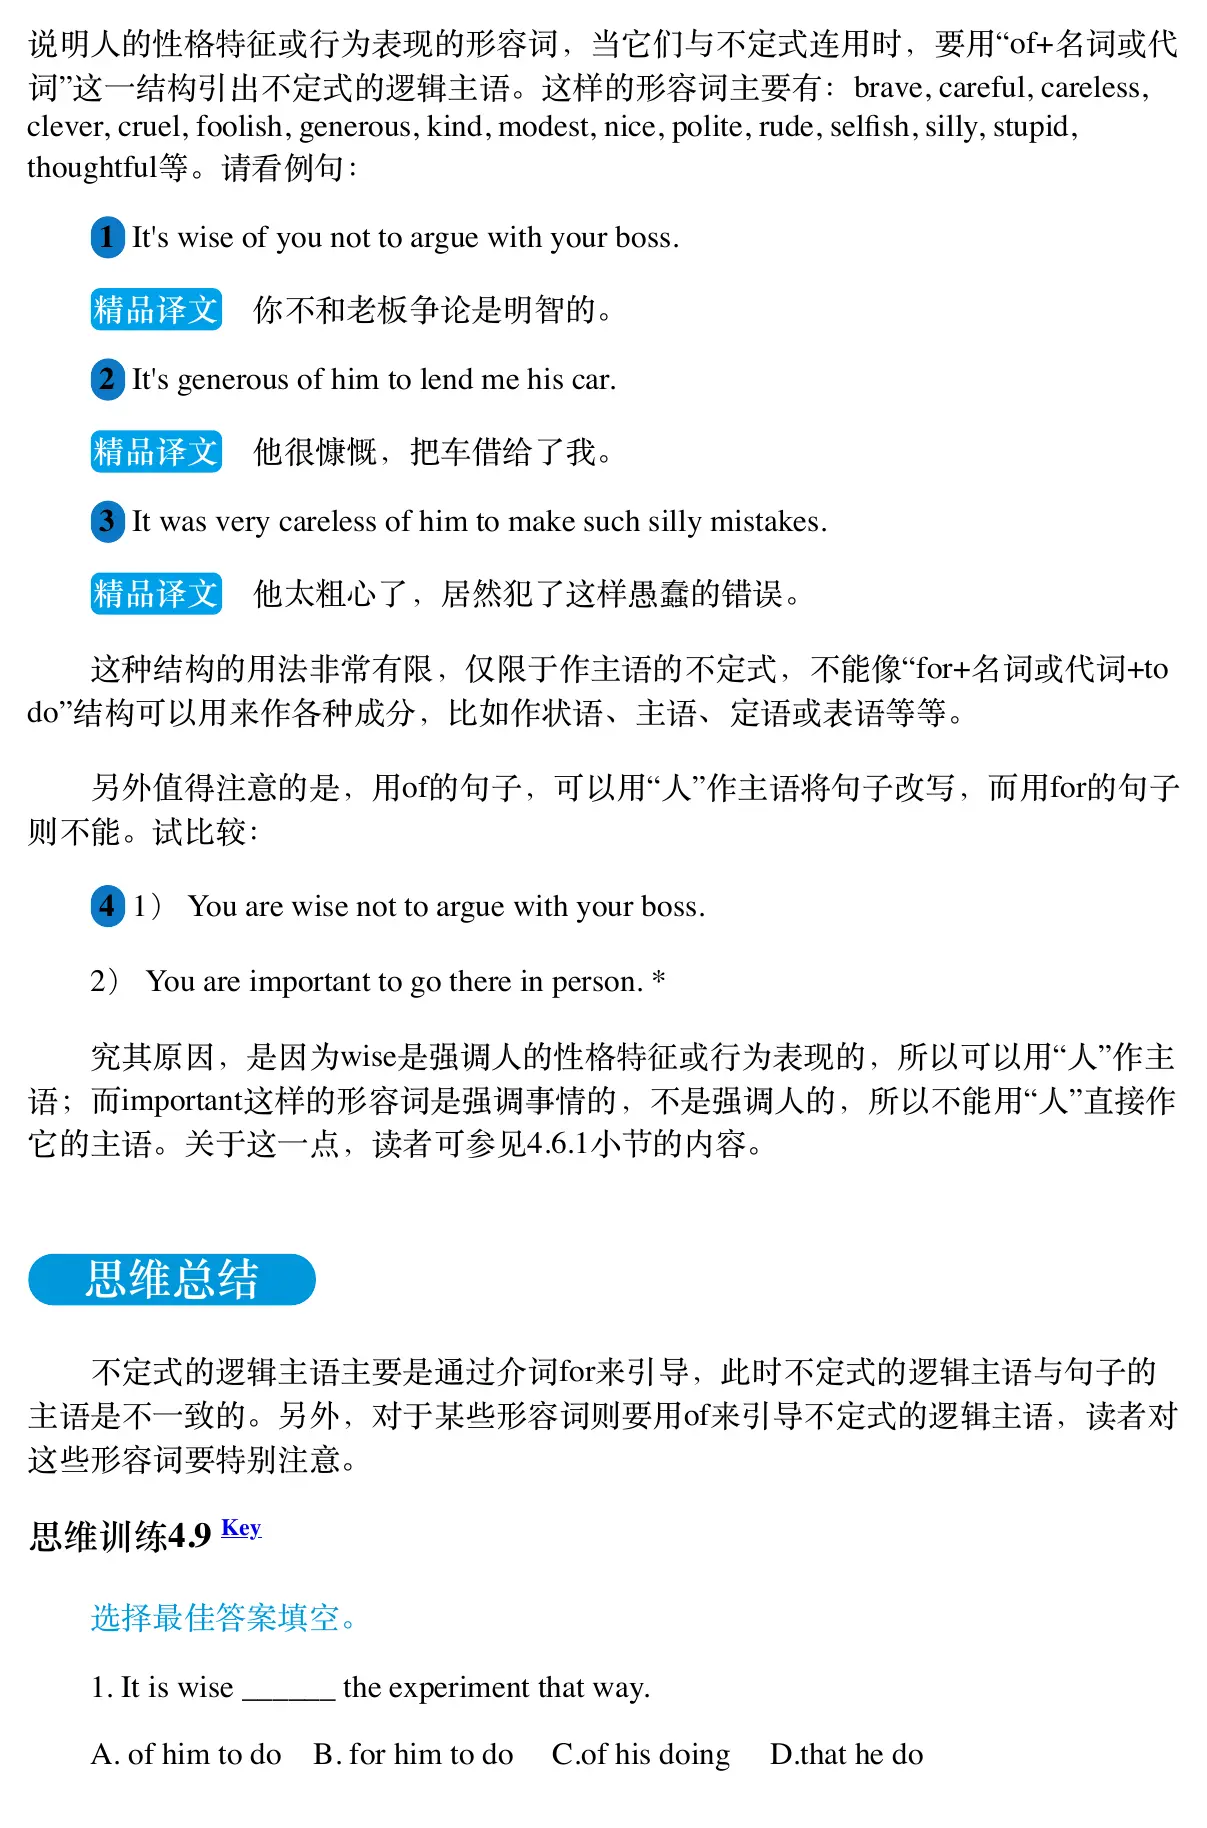 说明人的性格特征或行为表现的形容词，当它们与不定式连用时，要用“of+名词或代
词”这一结构引出不定式的逻辑主语。这样的形容词主要有：brave, careful, careless,
clever, cruel, foolish, generous, kind, modest, nice, polite, rude, selfish, silly, stupid,
thoughtful等。请看例句：
1 It's wise of you not to argue with your boss.
精品译文 你不和老板争论是明智的。
2 It's generous of him to lend me his car.
精品译文 他很慷慨，把车借给了我。
3 It was very careless of him to make such silly mistakes.
精品译文 他太粗心了，居然犯了这样愚蠢的错误。
这种结构的用法非常有限，仅限于作主语的不定式，不能像“for+名词或代词+to
do”结构可以用来作各种成分，比如作状语、主语、定语或表语等等。
另外值得注意的是，用of的句子，可以用“人”作主语将句子改写，而用for的句子
则不能。试比较：
4 1） You are wise not to argue with your boss.
2） You are important to go there in person. *
究其原因，是因为wise是强调人的性格特征或行为表现的，所以可以用“人”作主
语；而important这样的形容词是强调事情的，不是强调人的，所以不能用“人”直接作
它的主语。关于这一点，读者可参见4.6.1小节的内容。
思维总结
不定式的逻辑主语主要是通过介词for来引导，此时不定式的逻辑主语与句子的
主语是不一致的。另外，对于某些形容词则要用of来引导不定式的逻辑主语，读者对
这些形容词要特别注意。
思维训练4.9 Key
选择最佳答案填空。
1. It is wise ______ the experiment that way.
A. of him to do B. for him to do C.of his doing D.that he do